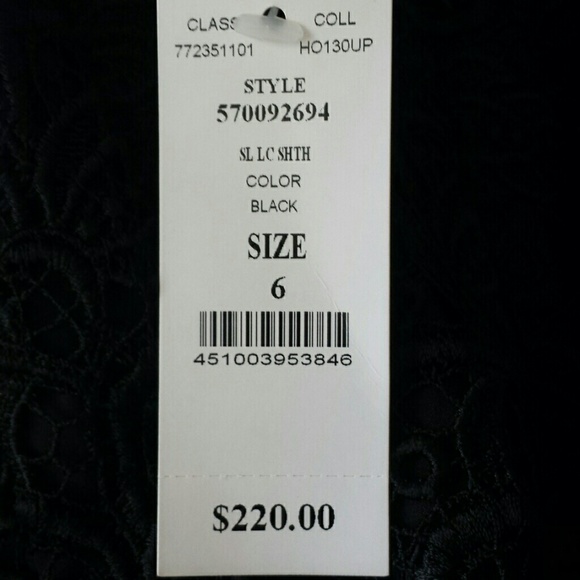 CLASS COLL
772351101 HO130UP
STYLE
570092694
SL LC SHTH
COLOR
BLACK
SIZE
6
451003953846
$220.00